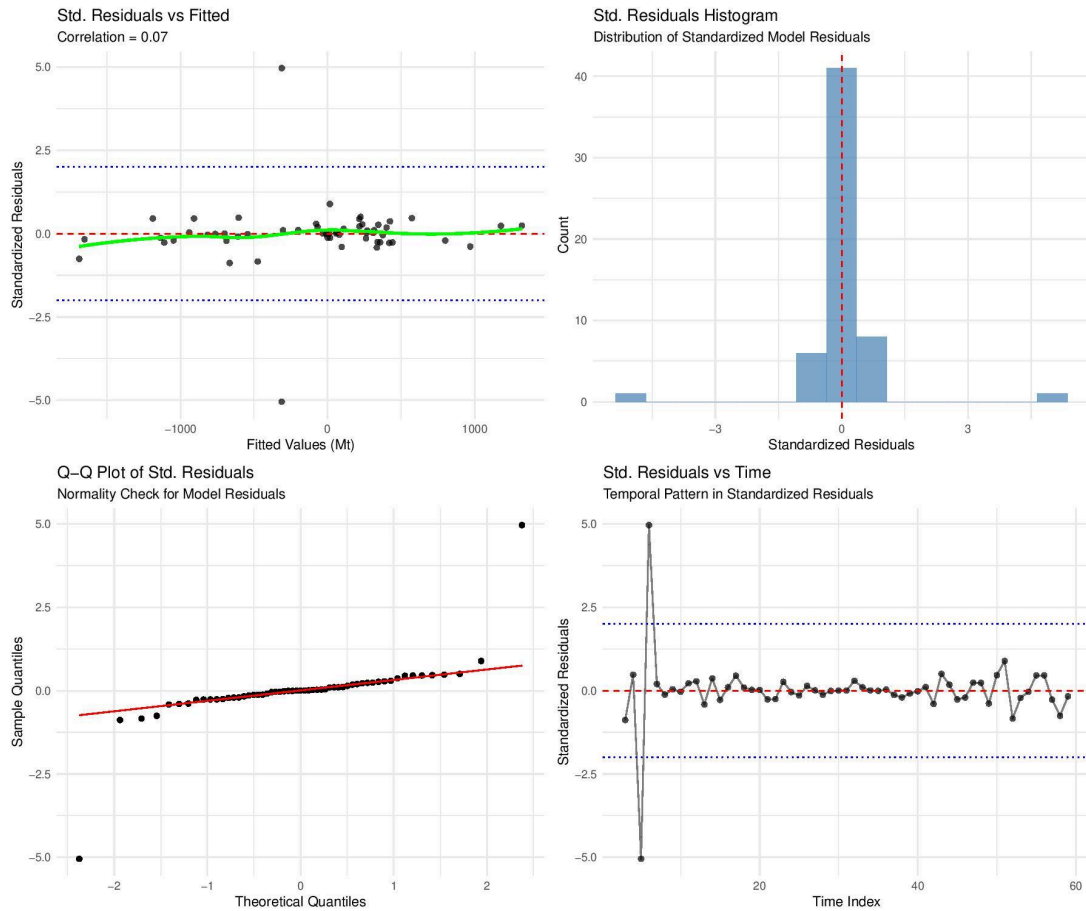 Std. Residuals vs Fitted
Correlation = 0.07
5.0
2.5
0.0
−2.5
−5.0
Standardized Residuals
−1000
0
1000
Fitted Values (Mt)
Std. Residuals Histogram
Distribution of Standardized Model Residuals
40
30
20
10
0
Count
−3
0
3
Standardized Residuals
Q−Q Plot of Std. Residuals
Normality Check for Model Residuals
5.0
2.5
0.0
−2.5
−5.0
Sample Quantiles
−2
−1
0
1
2
Theoretical Quantiles
Std. Residuals vs Time
Temporal Pattern in Standardized Residuals
5.0
2.5
0.0
−2.5
−5.0
Standardized Residuals
20
40
60
Time Index